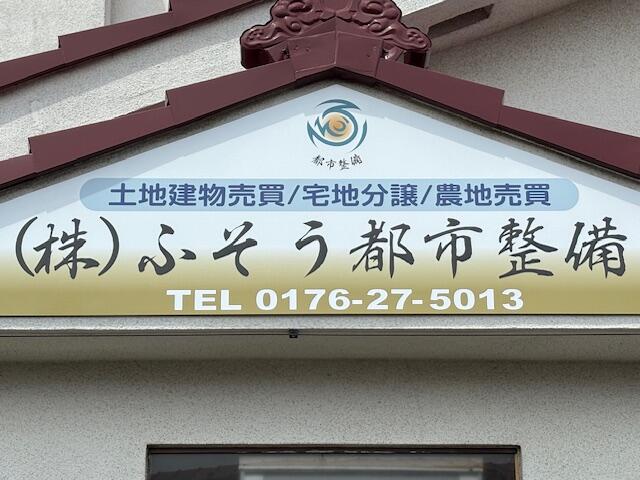 都市整備
土地建物売買/宅地分譲/農地売買
(株)ふそう都市整備
TEL 0176-27-5013